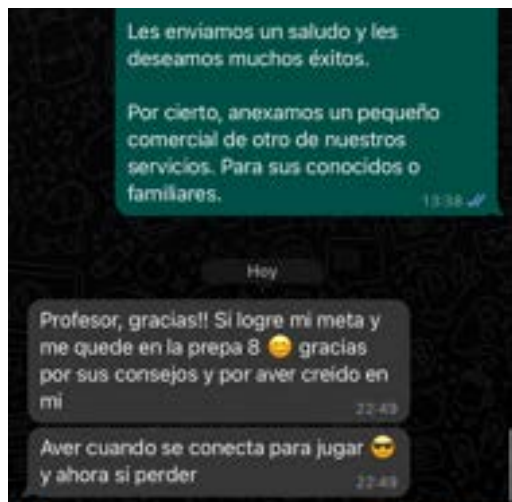 Les enviamos un saludo y les
deseamos muchos éxitos.
Por cierto, anexamos un pequeño
comercial de otro de nuestros
servicios. Para sus conocidos o
familiares.
13:38
Hoy
Profesor, gracias!! Si logre mi meta y
me quede en la prepa 8 😊 gracias
por sus consejos y por aver creido en
mi
22:49
Aver cuando se conecta para jugar 😎
y ahora si perder
22:49